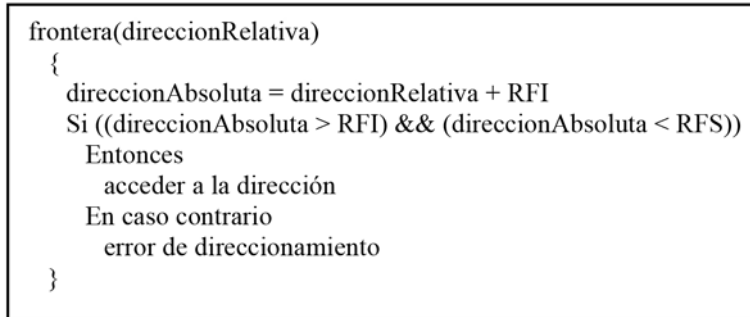 frontera(direccionRelativa)
{
direccionAbsoluta = direccionRelativa + RFI
Si ((direccionAbsoluta > RFI) && (direccionAbsoluta < RFS))
Entonces
acceder a la dirección
En caso contrario
error de direccionamiento
}